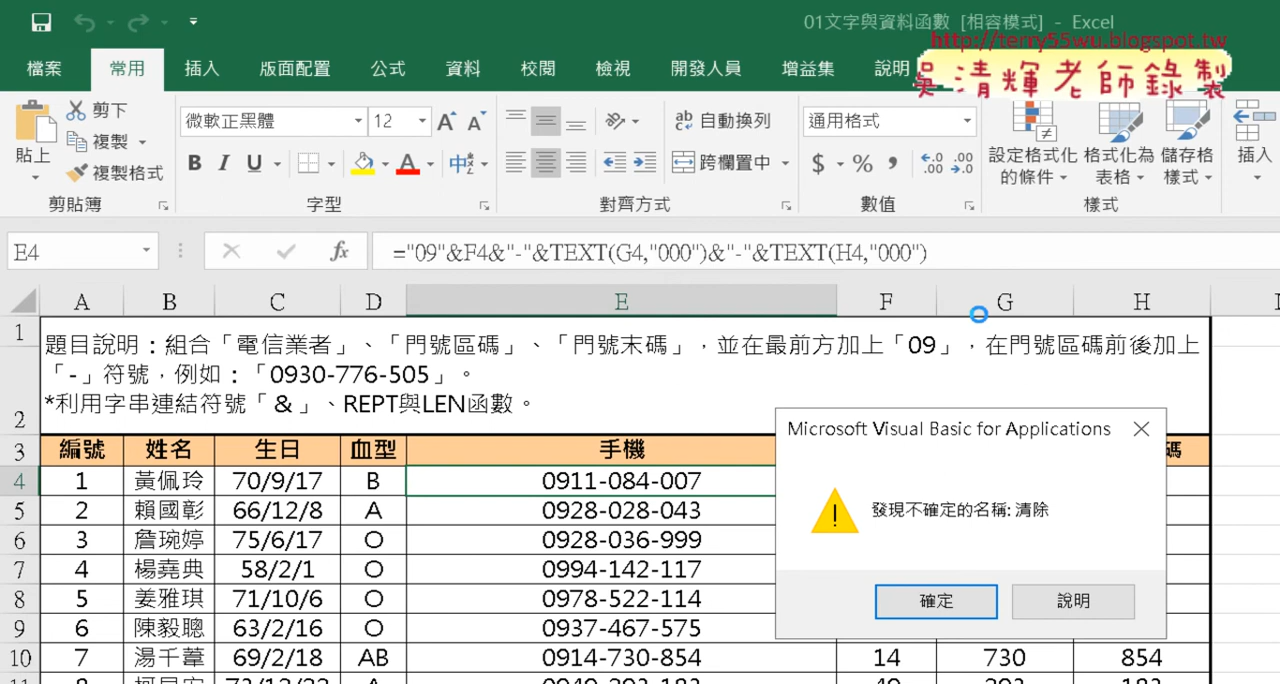 01文字與資料函數 [相容模式] - Excel
http://terry55wu.blogspot.tw
吳清輝老師錄製
檔案 常用 插入 版面配置 公式 資料 校閱 檢視 開發人員 增益集 說明
貼上 剪下 複製 複製格式 剪貼簿
微軟正黑體 12 B I U A 中 字型
ab c 自動換列 跨欄置中 對齊方式
通用格式 $ % , 數值
設定格式化的條件 格式化為表格 儲存格樣式 樣式
插入
E4 fx ="09"&F4&"-"&TEXT(G4,"000")&"-"&TEXT(H4,"000")
A B C D E F G H
1 題目說明：組合「電信業者」、「門號區碼」、「門號末碼」，並在最前方加上「09」，在門號區碼前後加上
「-」符號，例如：「0930-776-505」。
2 *利用字串連結符號「&」、REPT與LEN函數。
3 編號 姓名 生日 血型 手機 碼
4 1 黃佩玲 70/9/17 B 0911-084-007
5 2 賴國彰 66/12/8 A 0928-028-043
6 3 詹琬婷 75/6/17 O 0928-036-999
7 4 楊堯典 58/2/1 O 0994-142-117
8 5 姜雅琪 71/10/6 O 0978-522-114
9 6 陳毅聰 63/2/16 O 0937-467-575
10 7 湯千葦 69/2/18 AB 0914-730-854 14 730 854
Microsoft Visual Basic for Applications
發現不確定的名稱: 清除
確定 說明